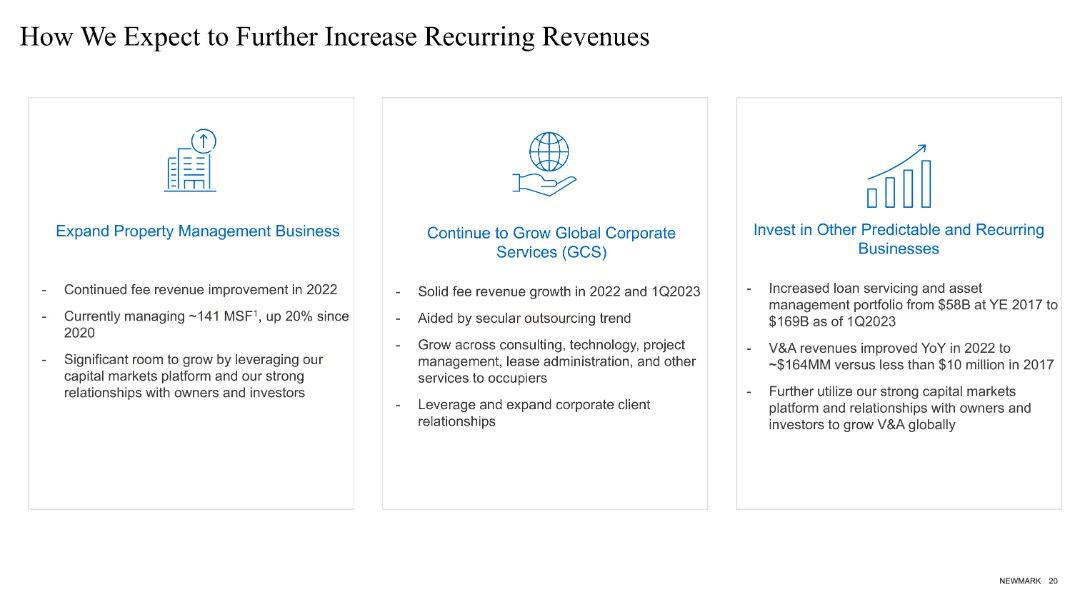 How We Expect to Further Increase Recurring Revenues
Expand Property Management Business
- Continued fee revenue improvement in 2022
- Currently managing ~141 MSF¹, up 20% since
2020
- Significant room to grow by leveraging our
capital markets platform and our strong
relationships with owners and investors
Continue to Grow Global Corporate
Services (GCS)
- Solid fee revenue growth in 2022 and 1Q2023
- Aided by secular outsourcing trend
- Grow across consulting, technology, project
management, lease administration, and other
services to occupiers
- Leverage and expand corporate client
relationships
Invest in Other Predictable and Recurring
Businesses
- Increased loan servicing and asset
management portfolio from $58B at YE 2017 to
$169B as of 1Q2023
- V&A revenues improved YoY in 2022 to
~$164MM versus less than $10 million in 2017
- Further utilize our strong capital markets
platform and relationships with owners and
investors to grow V&A globally
NEWMARK 20